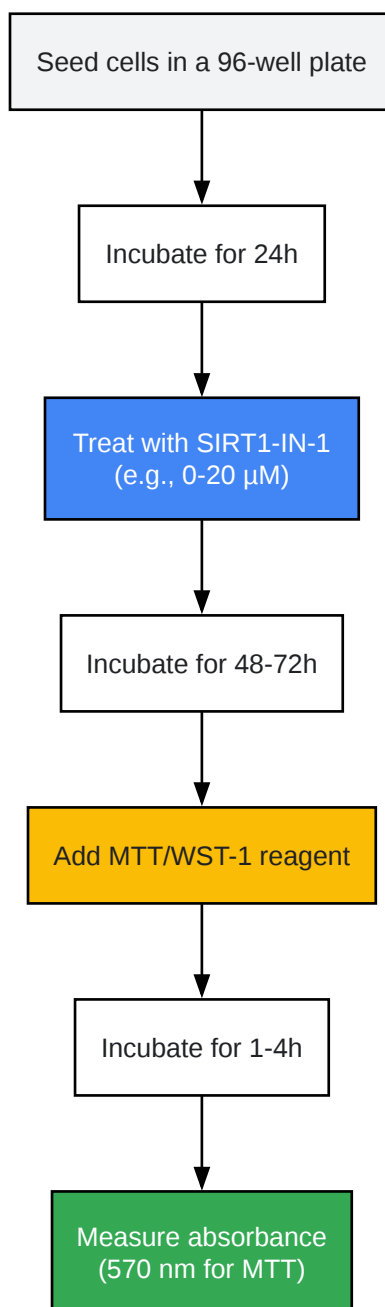 Seed cells in a 96-well plate
Incubate for 24h
Treat with SIRT1-IN-1
(e.g., 0-20 µM)
Incubate for 48-72h
Add MTT/WST-1 reagent
Incubate for 1-4h
Measure absorbance
(570 nm for MTT)